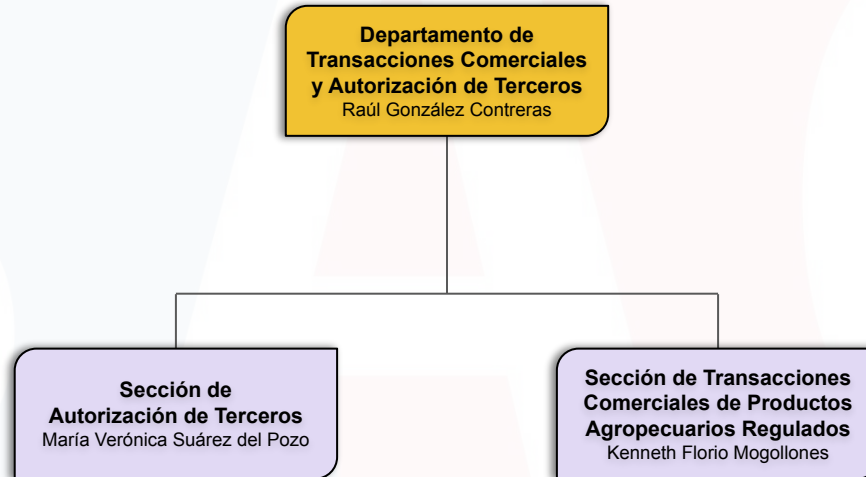 Departamento de
Transacciones Comerciales
y Autorización de Terceros
Raúl González Contreras
Sección de
Autorización de Terceros
María Verónica Suárez del Pozo
Sección de Transacciones
Comerciales de Productos
Agropecuarios Regulados
Kenneth Florio Mogollones